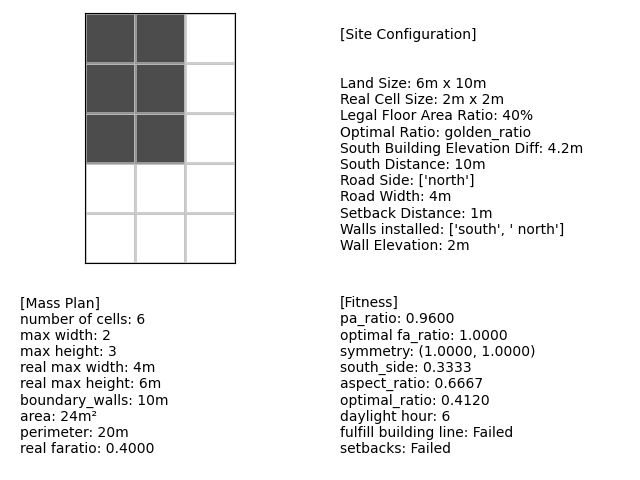 [Site Configuration]
Land Size: 6m x 10m
Real Cell Size: 2m x 2m
Legal Floor Area Ratio: 40%
Optimal Ratio: golden_ratio
South Building Elevation Diff: 4.2m
South Distance: 10m
Road Side: ['north']
Road Width: 4m
Setback Distance: 1m
Walls installed: ['south', ' north']
Wall Elevation: 2m
[Mass Plan]
number of cells: 6
max width: 2
max height: 3
real max width: 4m
real max height: 6m
boundary_walls: 10m
area: 24m²
perimeter: 20m
real faratio: 0.4000
[Fitness]
pa_ratio: 0.9600
optimal fa_ratio: 1.0000
symmetry: (1.0000, 1.0000)
south_side: 0.3333
aspect_ratio: 0.6667
optimal_ratio: 0.4120
daylight hour: 6
fulfill building line: Failed
setbacks: Failed